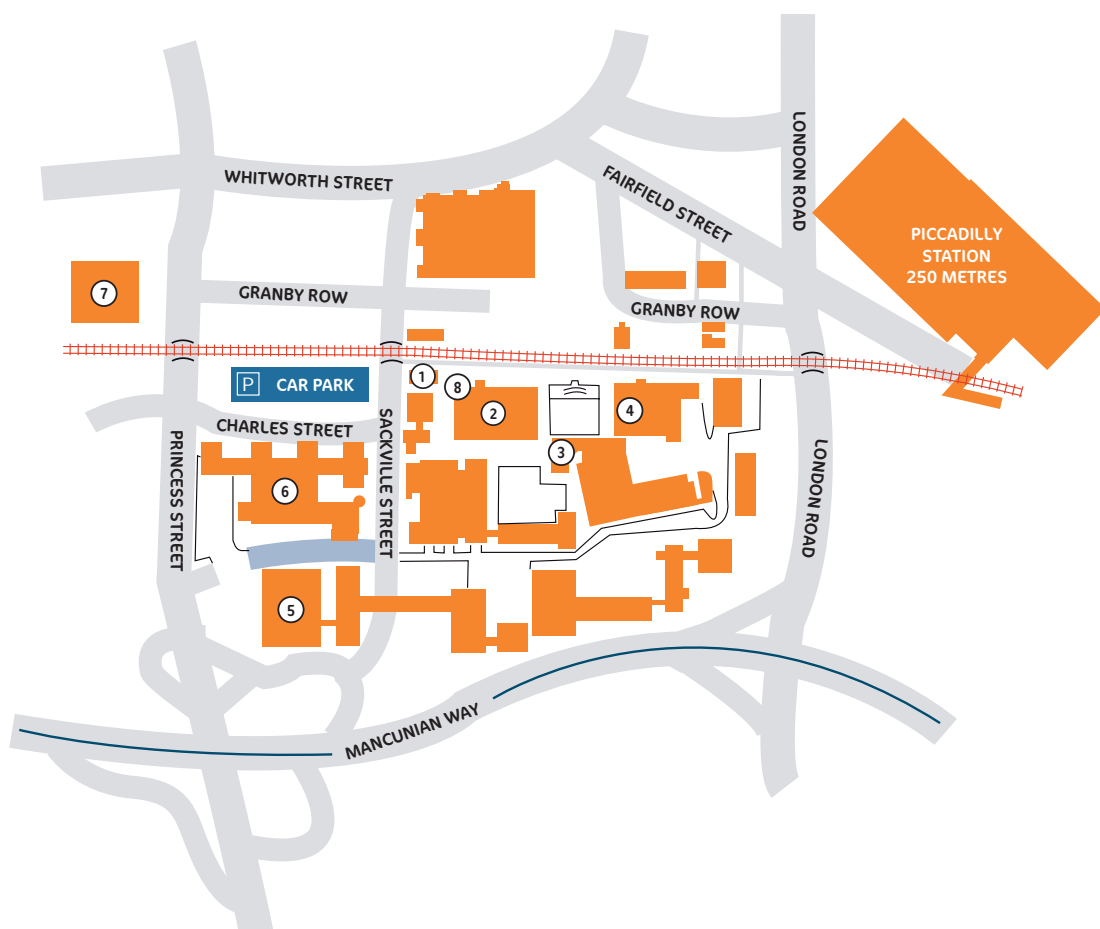 WHITWORTH STREET
FAIRFIELD STREET
LONDON ROAD
PICCADILLY
STATION
250 METRES
7
GRANBY ROW
GRANBY ROW
P CAR PARK
1
8
2
4
3
CHARLES STREET
SACKVILLE STREET
PRINCESS STREET
LONDON ROAD
6
5
MANCUNIAN WAY